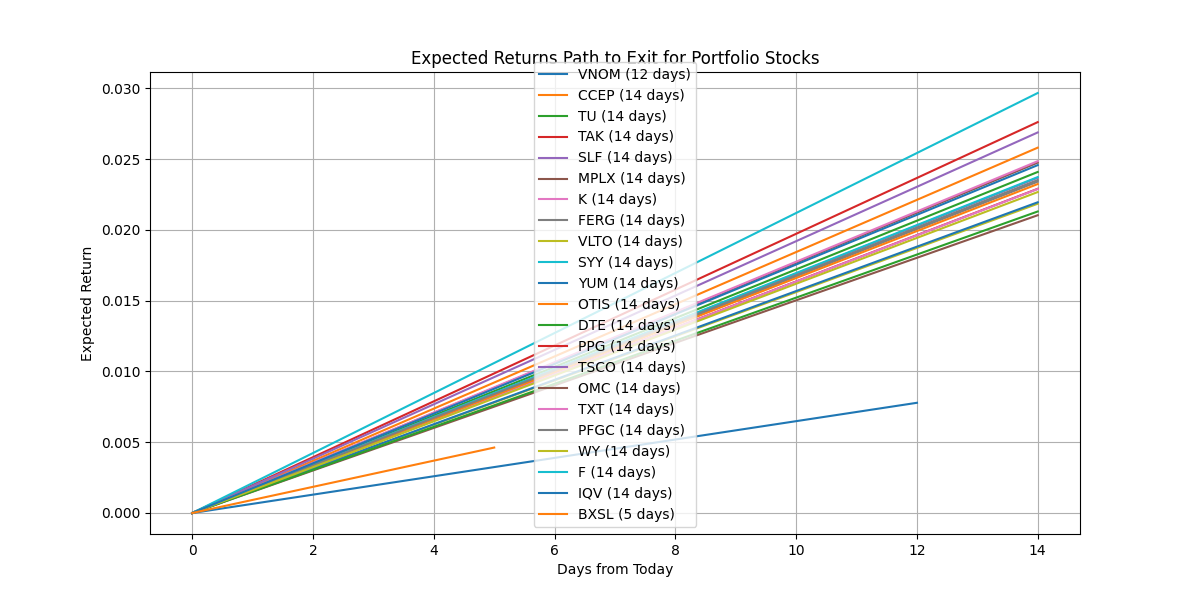 Expected Returns Path to Exit for Portfolio Stocks
VNOM (12 days)
CCEP (14 days)
TU (14 days)
TAK (14 days)
SLF (14 days)
MPLX (14 days)
K (14 days)
FERG (14 days)
VLTO (14 days)
SYY (14 days)
YUM (14 days)
OTIS (14 days)
DTE (14 days)
PPG (14 days)
TSCO (14 days)
OMC (14 days)
TXT (14 days)
PFGC (14 days)
WY (14 days)
F (14 days)
IQV (14 days)
BXSL (5 days)
Expected Return
0.030
0.025
0.020
0.015
0.010
0.005
0.000
0 2 4 6 8 10 12 14
Days from Today